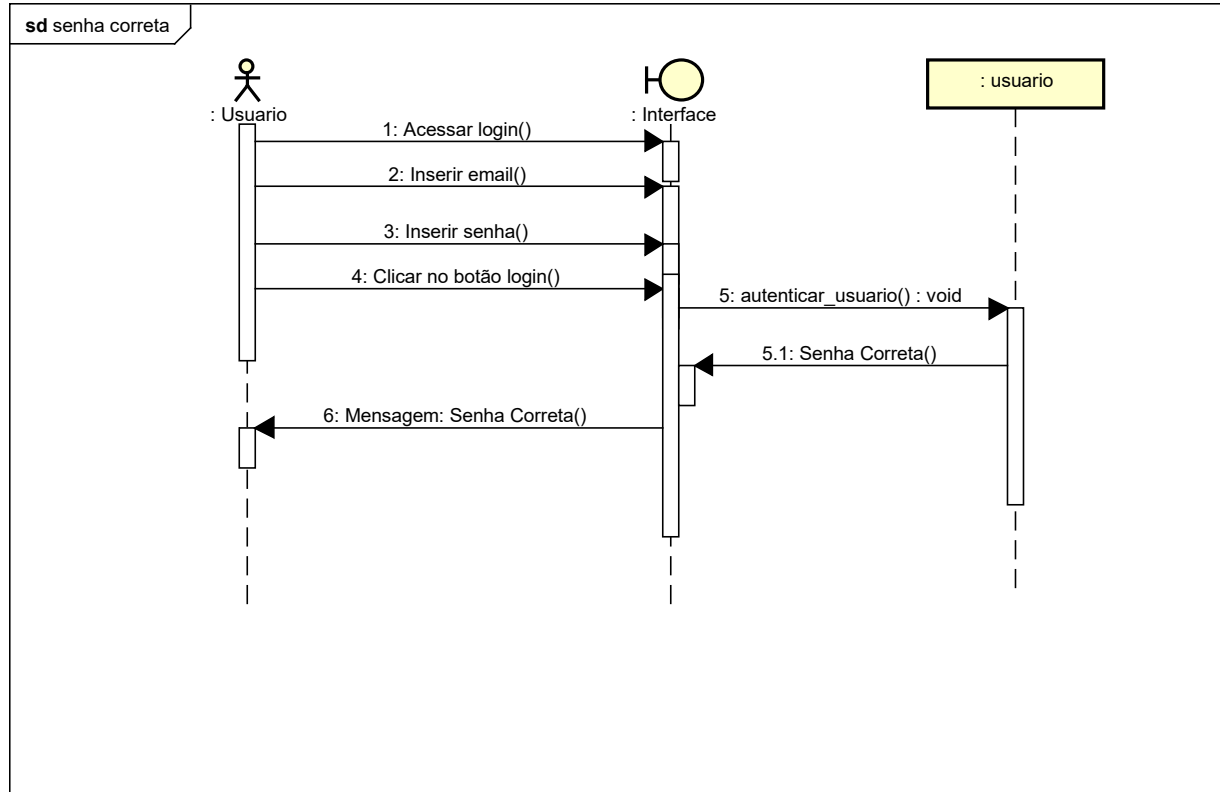 sd senha correta
: Usuario
: Interface
: usuario
1: Acessar login()
2: Inserir email()
3: Inserir senha()
4: Clicar no botão login()
5: autenticar_usuario() : void
5.1: Senha Correta()
6: Mensagem: Senha Correta()